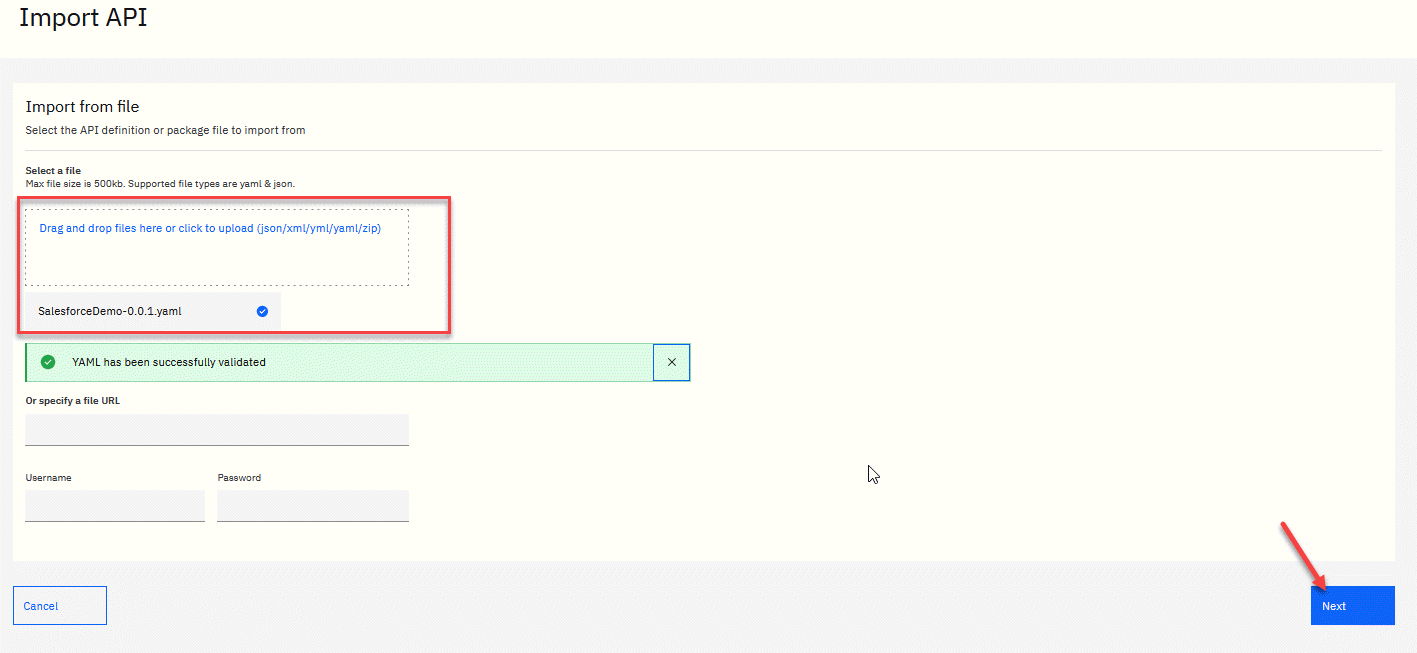 Import API
Import from file
Select the API definition or package file to import from
Select a file
Max file size is 500kb. Supported file types are yaml & json.
Drag and drop files here or click to upload (json/xml/yml/yaml/zip)
SalesforceDemo-0.0.1.yaml
YAML has been successfully validated
Or specify a file URL
Username Password
Cancel Next